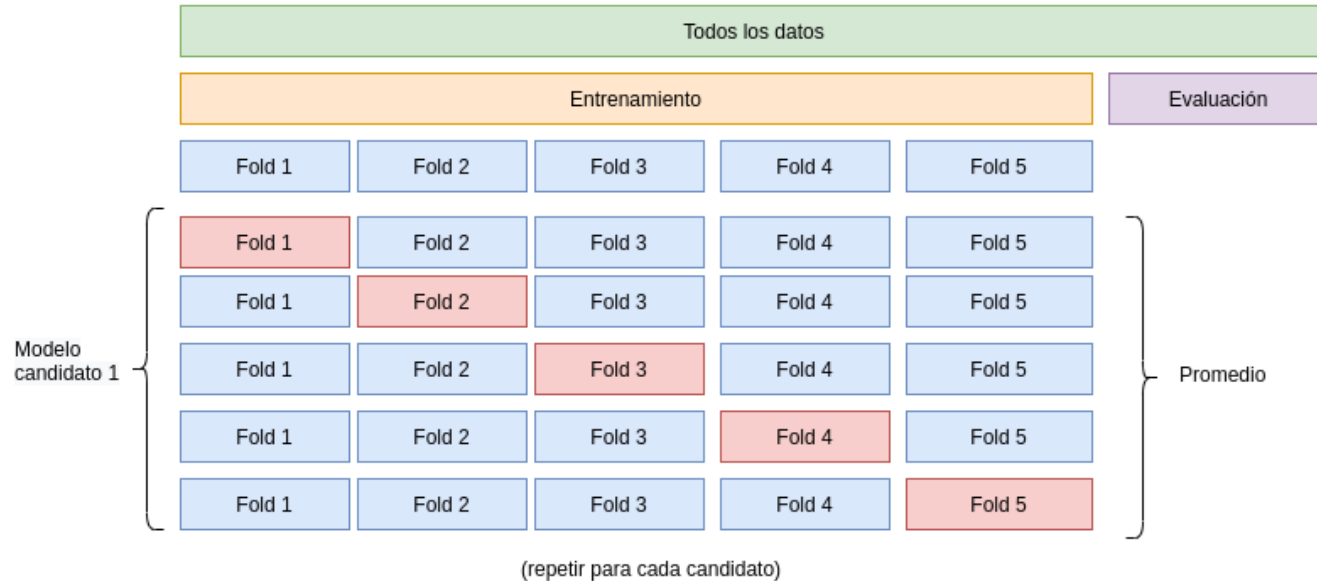 Todos los datos
Entrenamiento Evaluación
Fold 1 Fold 2 Fold 3 Fold 4 Fold 5
Fold 1 Fold 2 Fold 3 Fold 4 Fold 5
Fold 1 Fold 2 Fold 3 Fold 4 Fold 5
Modelo
candidato 1
Fold 1 Fold 2 Fold 3 Fold 4 Fold 5
Promedio
Fold 1 Fold 2 Fold 3 Fold 4 Fold 5
Fold 1 Fold 2 Fold 3 Fold 4 Fold 5
(repetir para cada candidato)